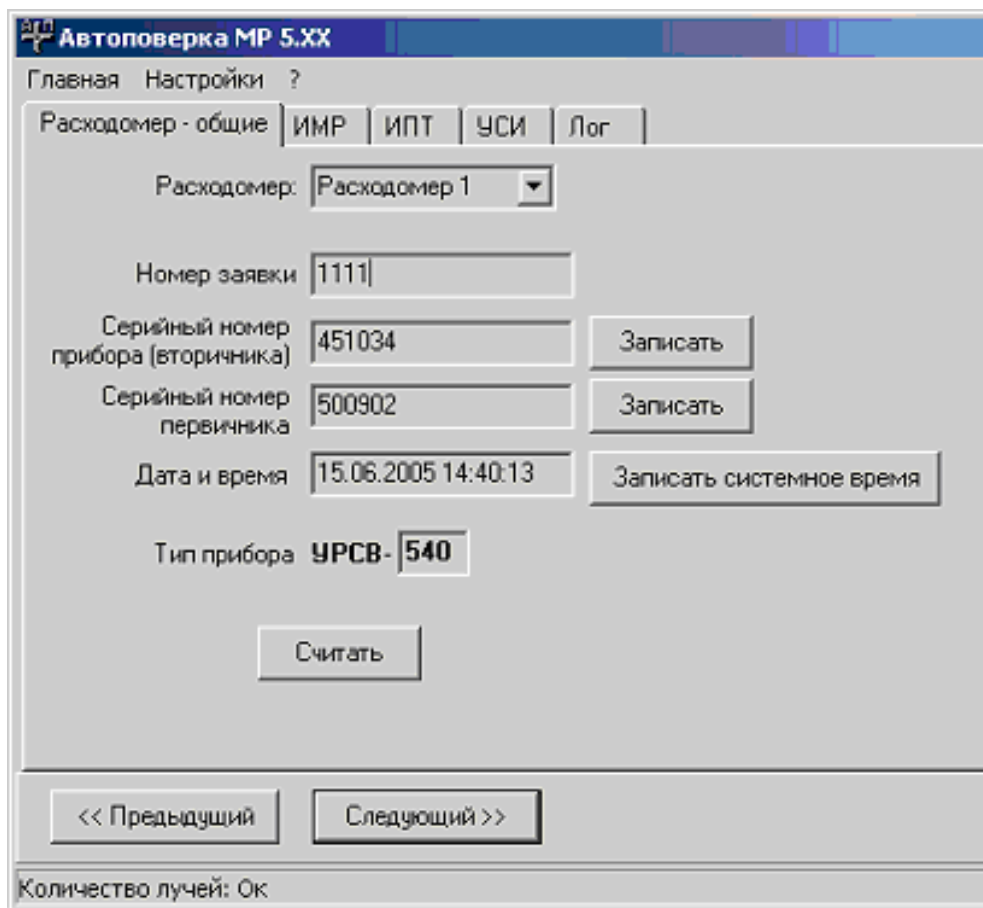 Автоповерка МР 5.ХХ
Главная Настройки ?
Расходомер - общие ИМР ИПТ УСИ Лог
Расходомер: Расходомер 1
Номер заявки 1111
Серийный номер
прибора (вторичника) 451034 Записать
Серийный номер
первичника 500902 Записать
Дата и время 15.06.2005 14:40:13 Записать системное время
Тип прибора УРСВ- 540
Считать
<< Предыдущий Следующий >>
Количество лучей: Ок